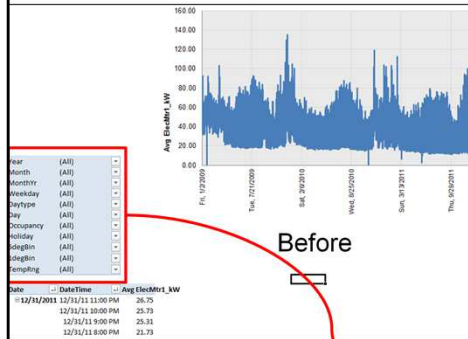 160.00
140.00
120.00
100.00
80.00
60.00
40.00
20.00
0.00
Avg ElecMtr1_kW
Fri, 1/2/2009
Tue, 7/21/2009
Sat, 2/6/2010
Wed, 8/25/2010
Sun, 3/13/2011
Thu, 9/29/2011
Year (All)
Month (All)
MonthYr (All)
Weekday (All)
Daytype (All)
Day (All)
Occupancy (All)
Holiday (All)
5degBin (All)
1degBin (All)
TempRng (All)
Before
Date DateTime Avg ElecMtr1_kW
12/31/2011 12/31/11 11:00 PM 26.75
12/31/11 10:00 PM 25.73
12/31/11 9:00 PM 25.31
12/31/11 8:00 PM 21.73